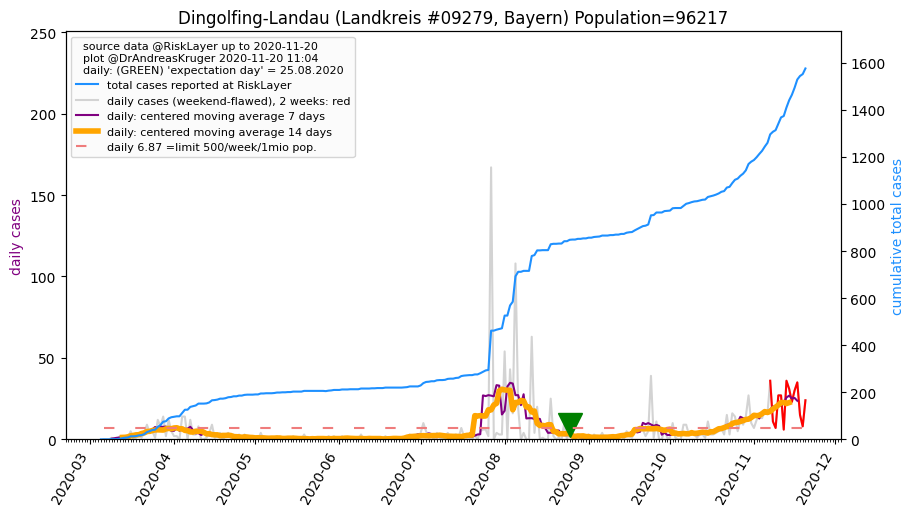 Dingolfing-Landau (Landkreis #09279, Bayern) Population=96217
source data @RiskLayer up to 2020-11-20
plot @DrAndreasKruger 2020-11-20 11:04
daily: (GREEN) 'expectation day' = 25.08.2020
total cases reported at RiskLayer
daily cases (weekend-flawed), 2 weeks: red
daily: centered moving average 7 days
daily: centered moving average 14 days
daily 6.87 =limit 500/week/1mio pop.
daily cases
250
200
150
100
50
0
cumulative total cases
1600
1400
1200
1000
800
600
400
200
0
2020-03
2020-04
2020-05
2020-06
2020-07
2020-08
2020-09
2020-10
2020-11
2020-12